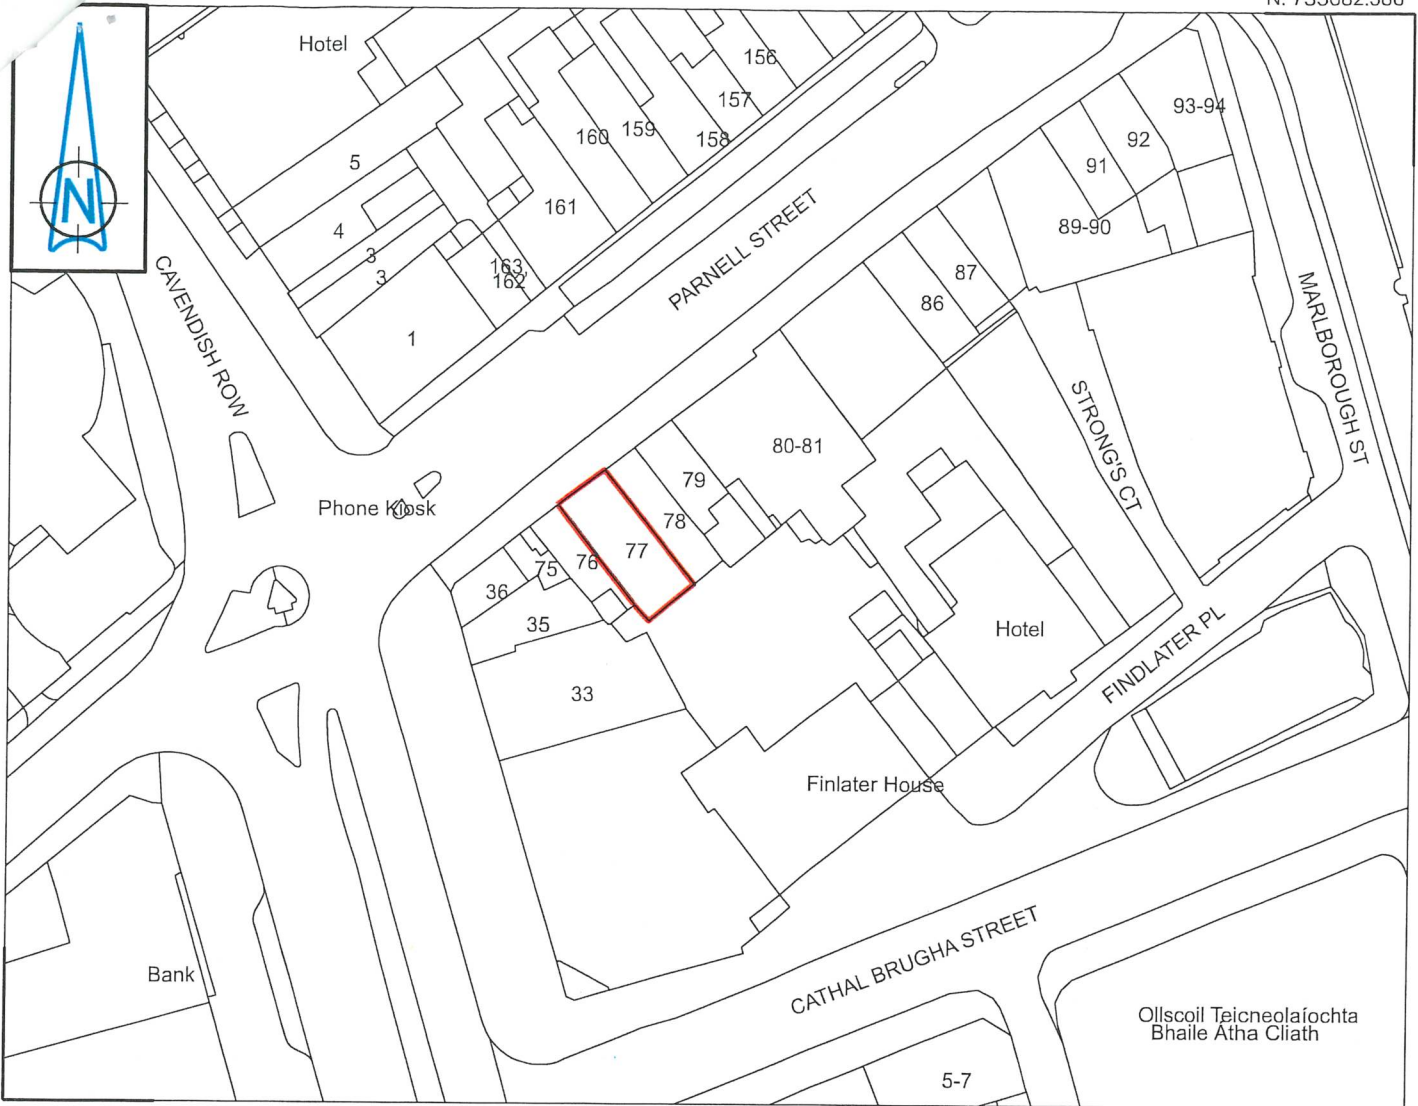 N
Hotel
156
157
158
159
160
161
163,
162
5
4
3
3
1
CAVENDISH ROW
PARNELL STREET
93-94
92
91
89-90
87
86
MARLBOROUGH ST
STRONG'S CT
80-81
79
78
77
76
75
36
35
33
Phone Kiosk
Hotel
FINDLATER PL
Finlater House
CATHAL BRUGHA STREET
Bank
Ollscoil Teicneolaíochta
Bhaile Átha Cliath
5-7